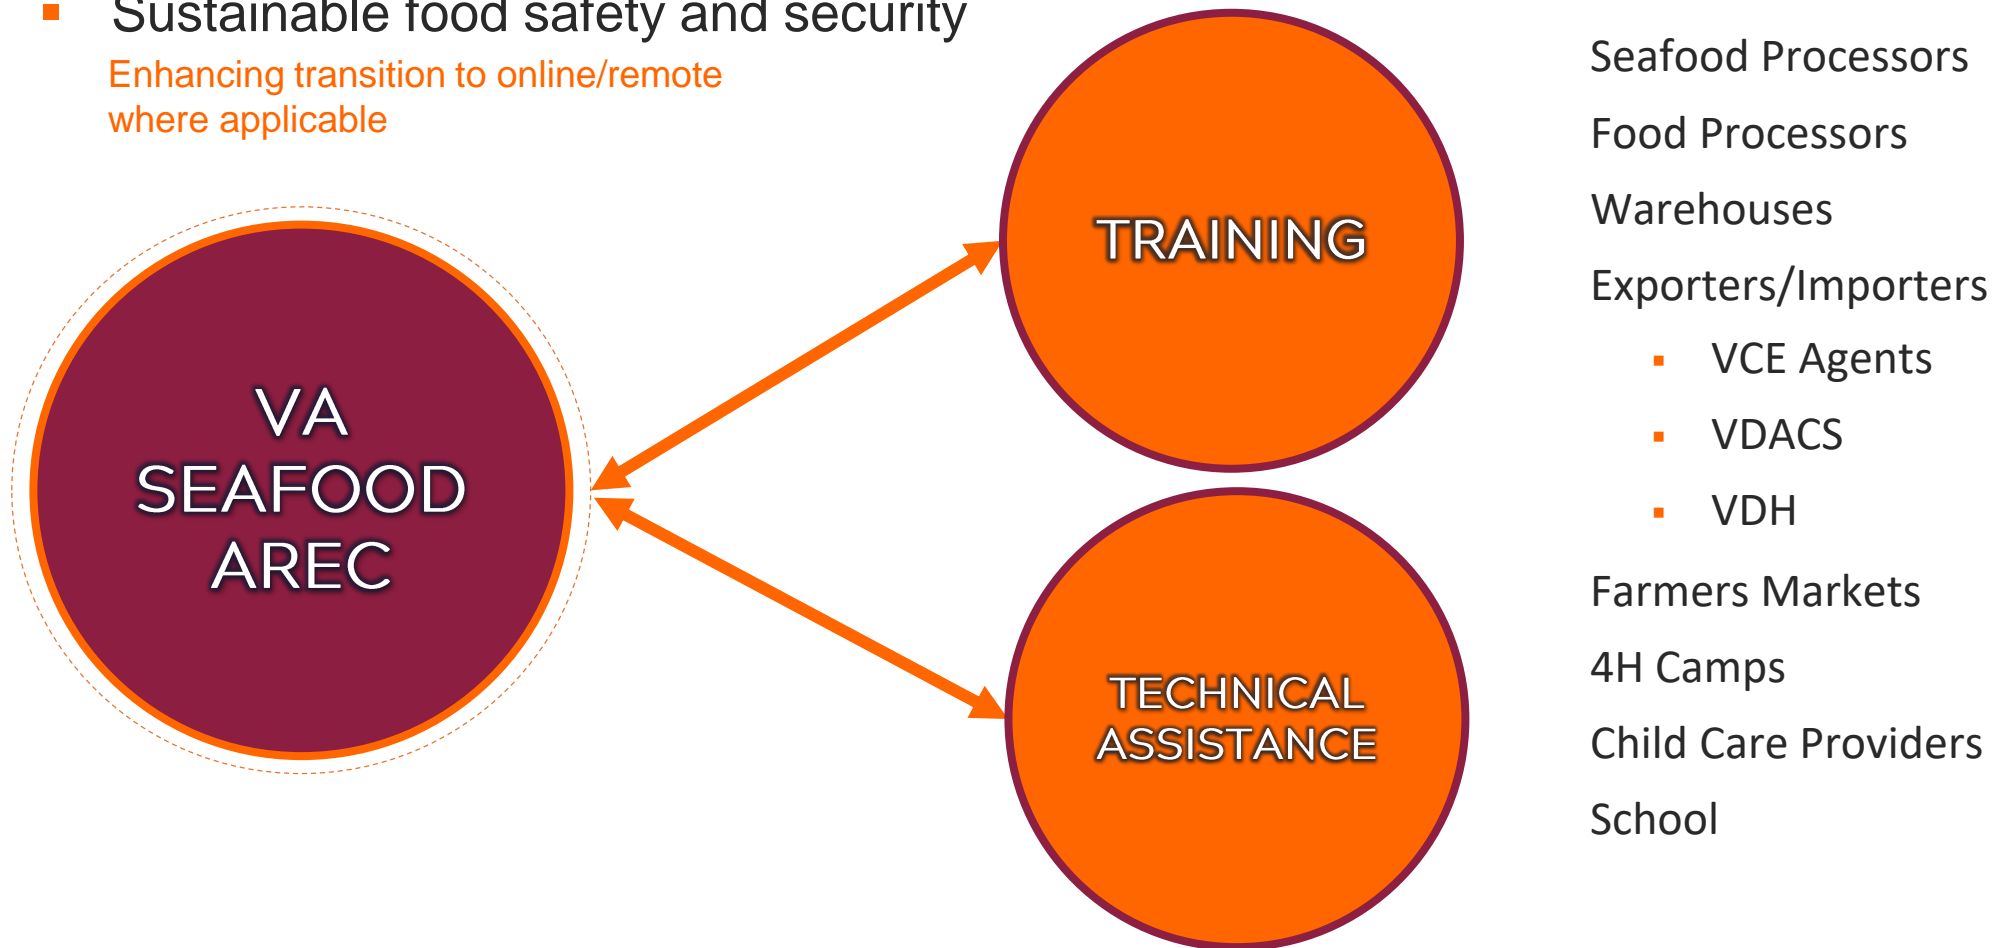 Sustainable food safety and security
Enhancing transition to online/remote
where applicable
VA
SEAFOOD
AREC
TRAINING
TECHNICAL
ASSISTANCE
Seafood Processors
Food Processors
Warehouses
Exporters/Importers
VCE Agents
VDACS
VDH
Farmers Markets
4H Camps
Child Care Providers
School